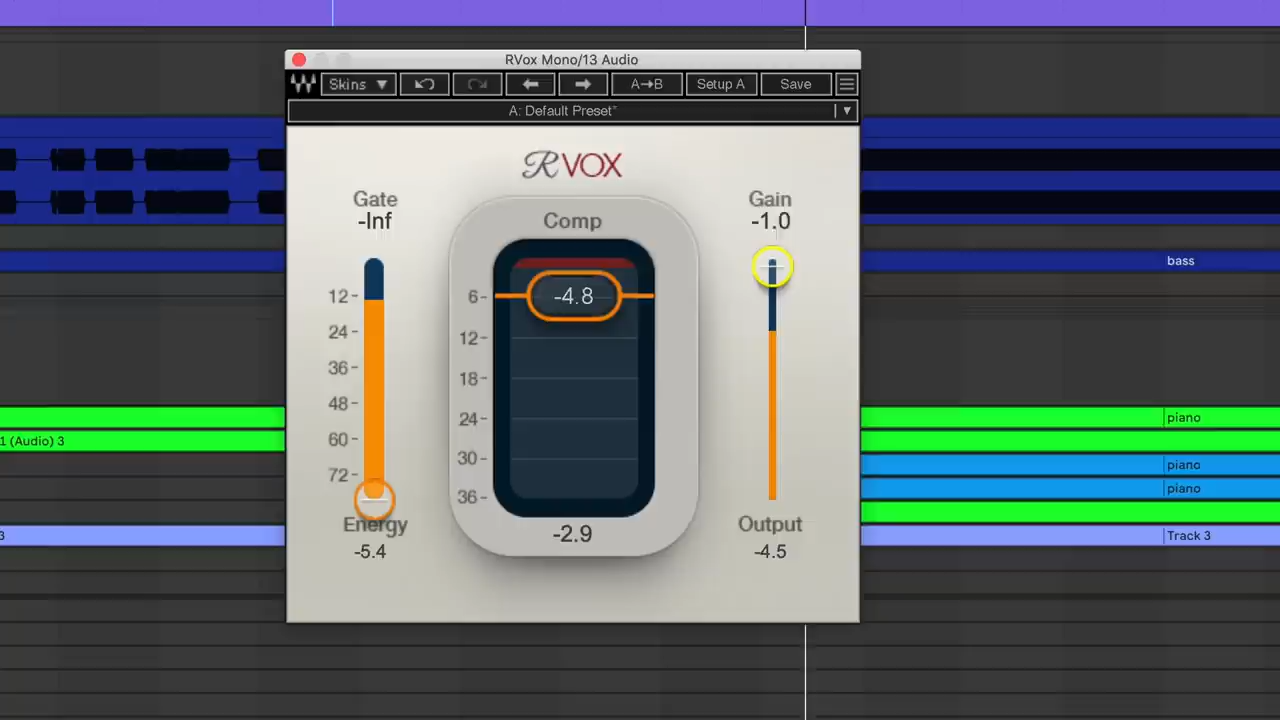 RVox Mono/13 Audio
Skins
A→B
Setup A
Save
A: Default Preset*
RVOX
Gate
-Inf
12
24
36
48
60
72
Energy
-5.4
Comp
-4.8
6
12
18
24
30
36
-2.9
Gain
-1.0
Output
-4.5
bass
piano
1 (Audio) 3
piano
piano
3
Track 3